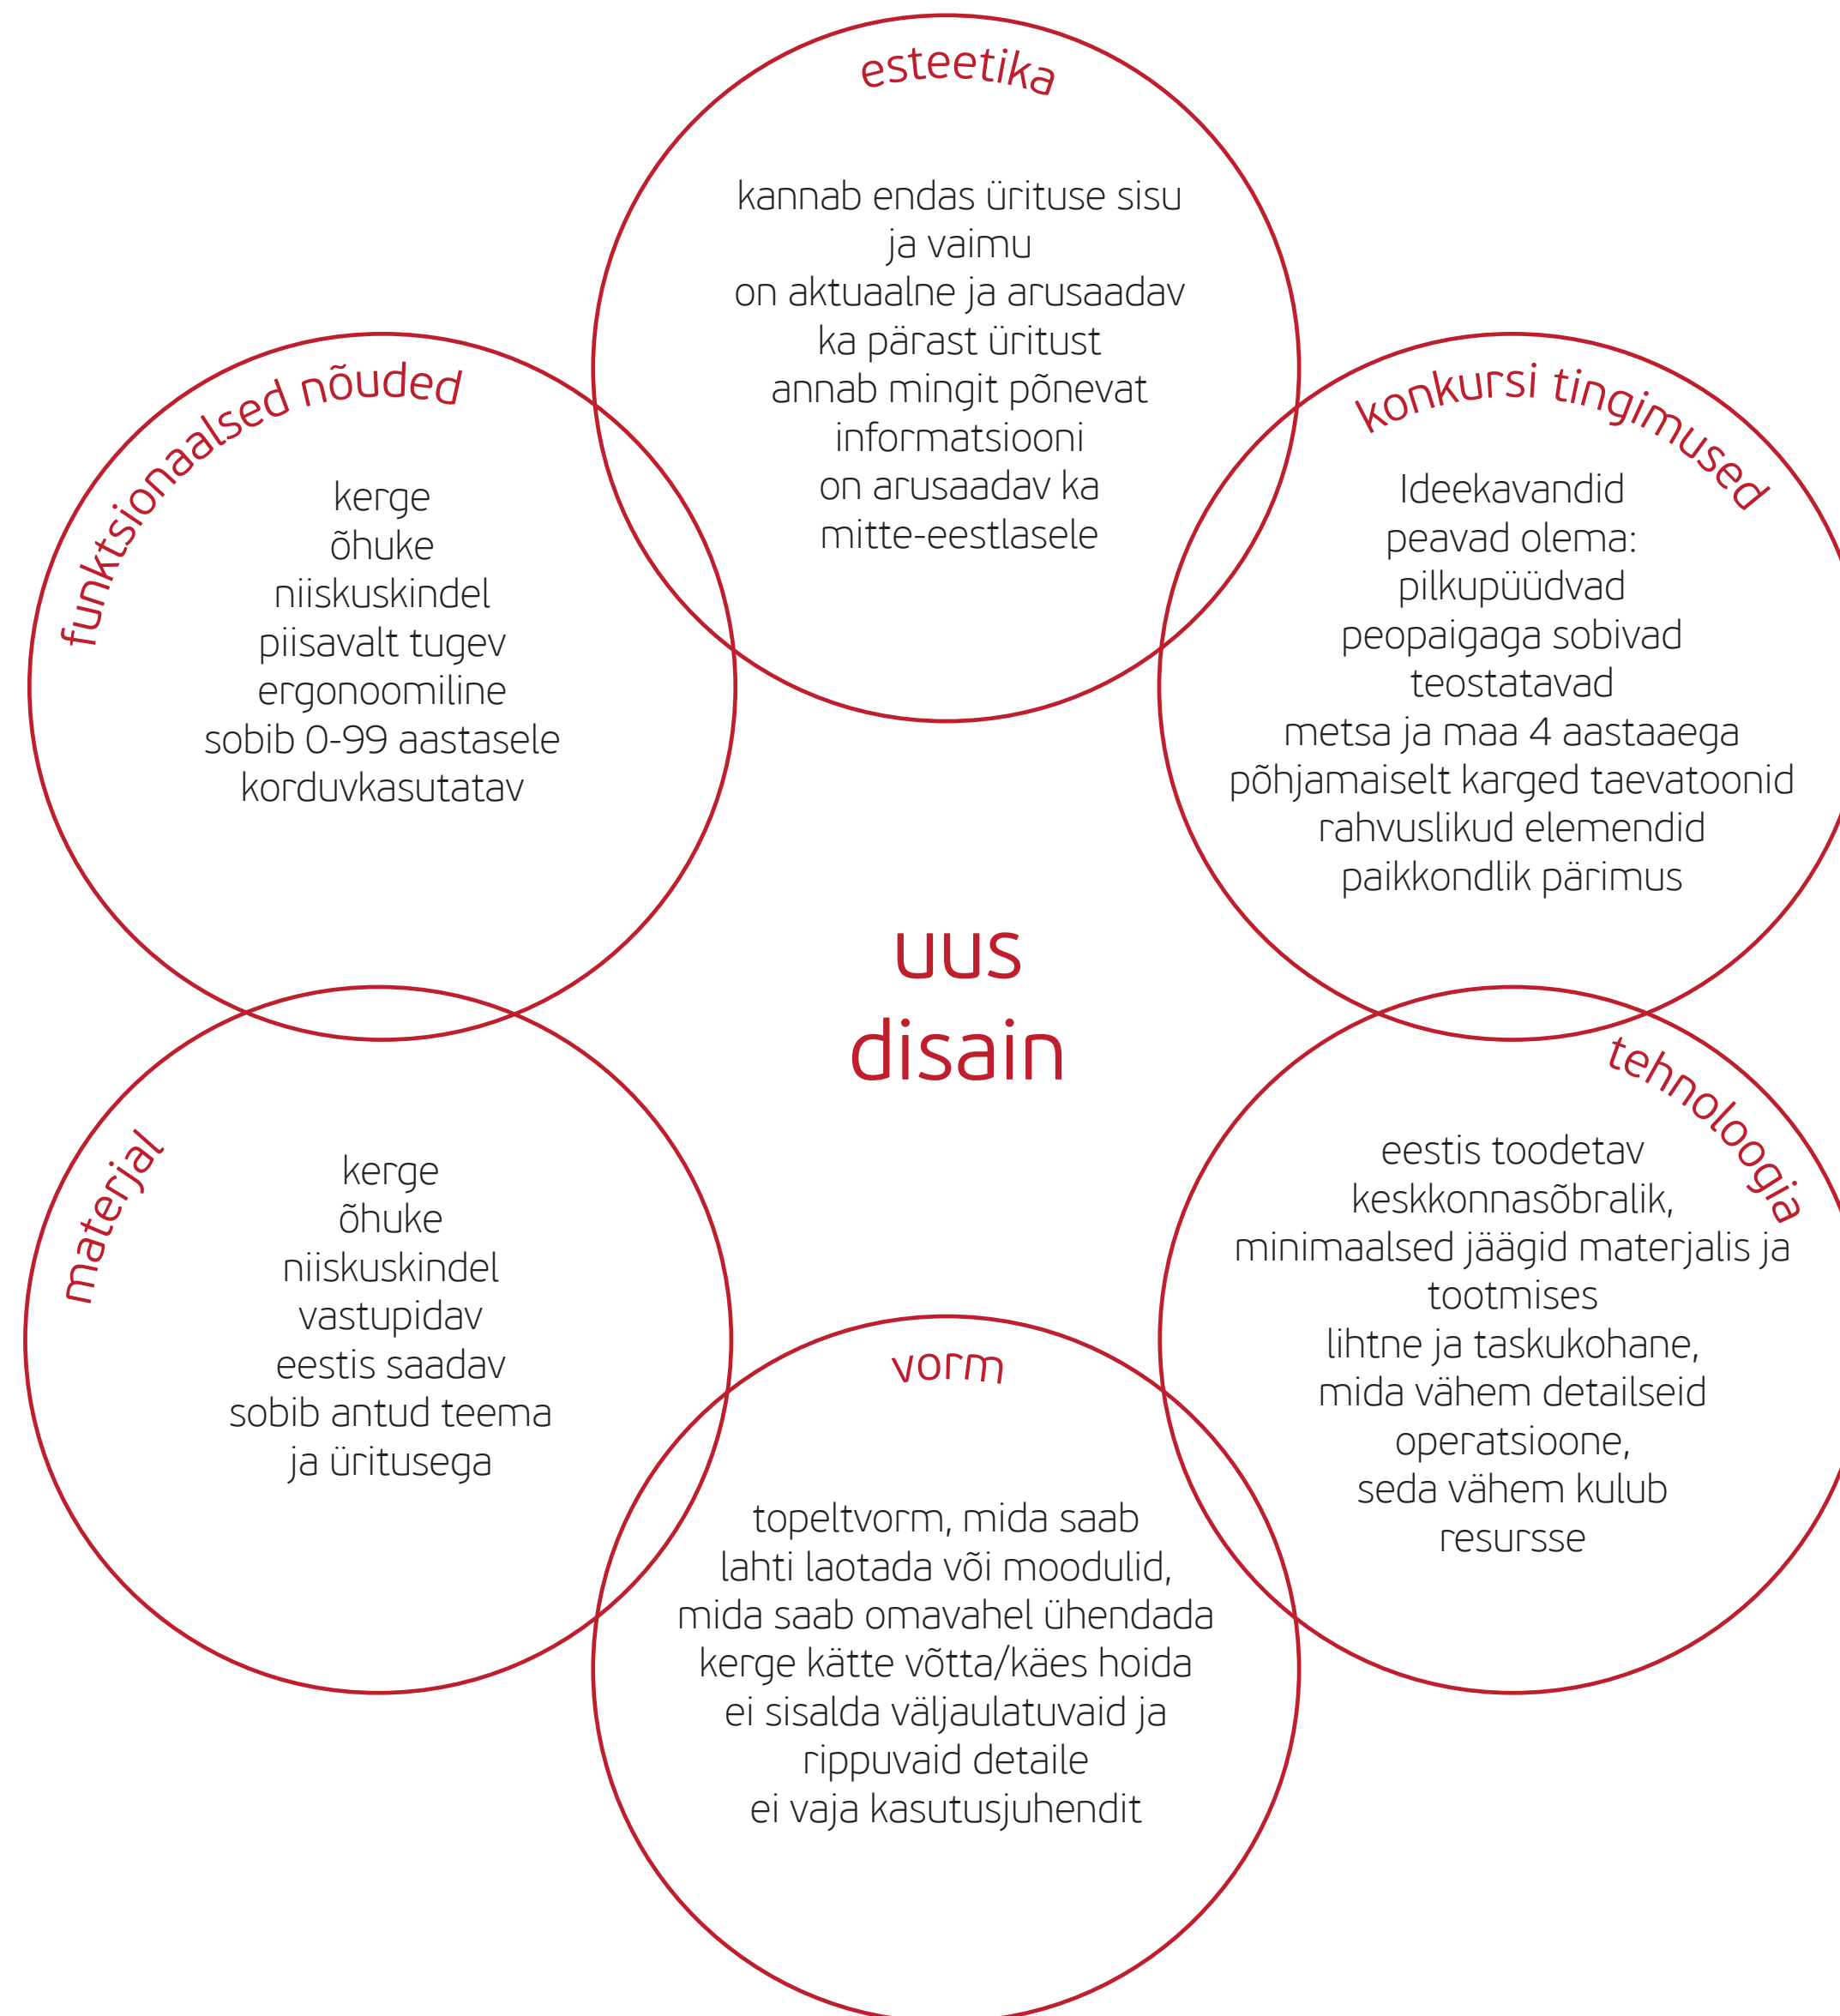 esteetika
kannab endas ürituse sisu
ja vaimu
on aktuaalne ja arusaadav
ka pärast üritust
annab mingit põnevat
informatsiooni
on arusaadav ka
mitte-eestlasele
funktsionaalsed nõuded
kerge
õhuke
niiskuskindel
piisavalt tugev
ergonoomiline
sobib 0-99 aastasele
korduvkasutatav
konkursi tingimused
Ideekavandid
peavad olema:
pilkupüüdvad
peopaigaga sobivad
teostatavad
metsa ja maa 4 aastaaega
põhjamaiselt karged taevatoonid
rahvuslikud elemendid
paikkondlik pärimus
uus
disain
materjal
kerge
õhuke
niiskuskindel
vastupidav
eestis saadav
sobib antud teema
ja üritusega
tehnoloogia
eestis toodetav
keskkonnasõbralik,
minimaalsed jäägid materjalis ja
tootmises
lihtne ja taskukohane,
mida vähem detailseid
operatsioone,
seda vähem kulub
resursse
vorm
topeltvorm, mida saab
lahti laotada või moodulid,
mida saab omavahel ühendada
kerge kätte võtta/käes hoida
ei sisalda väljaulatuvaid ja
rippuvaid detaile
ei vaja kasutusjuhendit